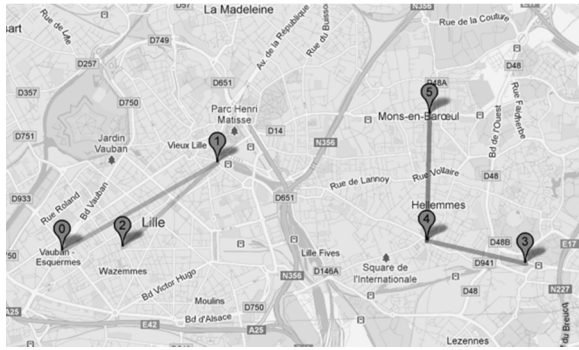 La Madeleine
N356
Rue de la Couture
Rue de Lille
D57
D749
Av. de la République
Rue du Buisson
D257
D651
D48A
D48
D357
D750
Parc Henri
Matisse
5
Mons-en-Barœul
Rue Faidherbe
D751
Jardin
Vauban
Vieux Lille
1
D14
N356
Bd de l'Ouest
Rue Voltaire
D48
D933
Rue Roland
Bd Vauban
D651
Rue de Lannoy
Hellemmes
4
0
2
Lille
D48B
3
E17
D750
Vauban -
Esquermes
Wazemmes
Lille Fives
D941
N356
D146A
Square de
l'Internationale
Bd Victor Hugo
D48
N227
Moulins
D750
A25
Bd d'Alsace
E42
A25
Lezennes